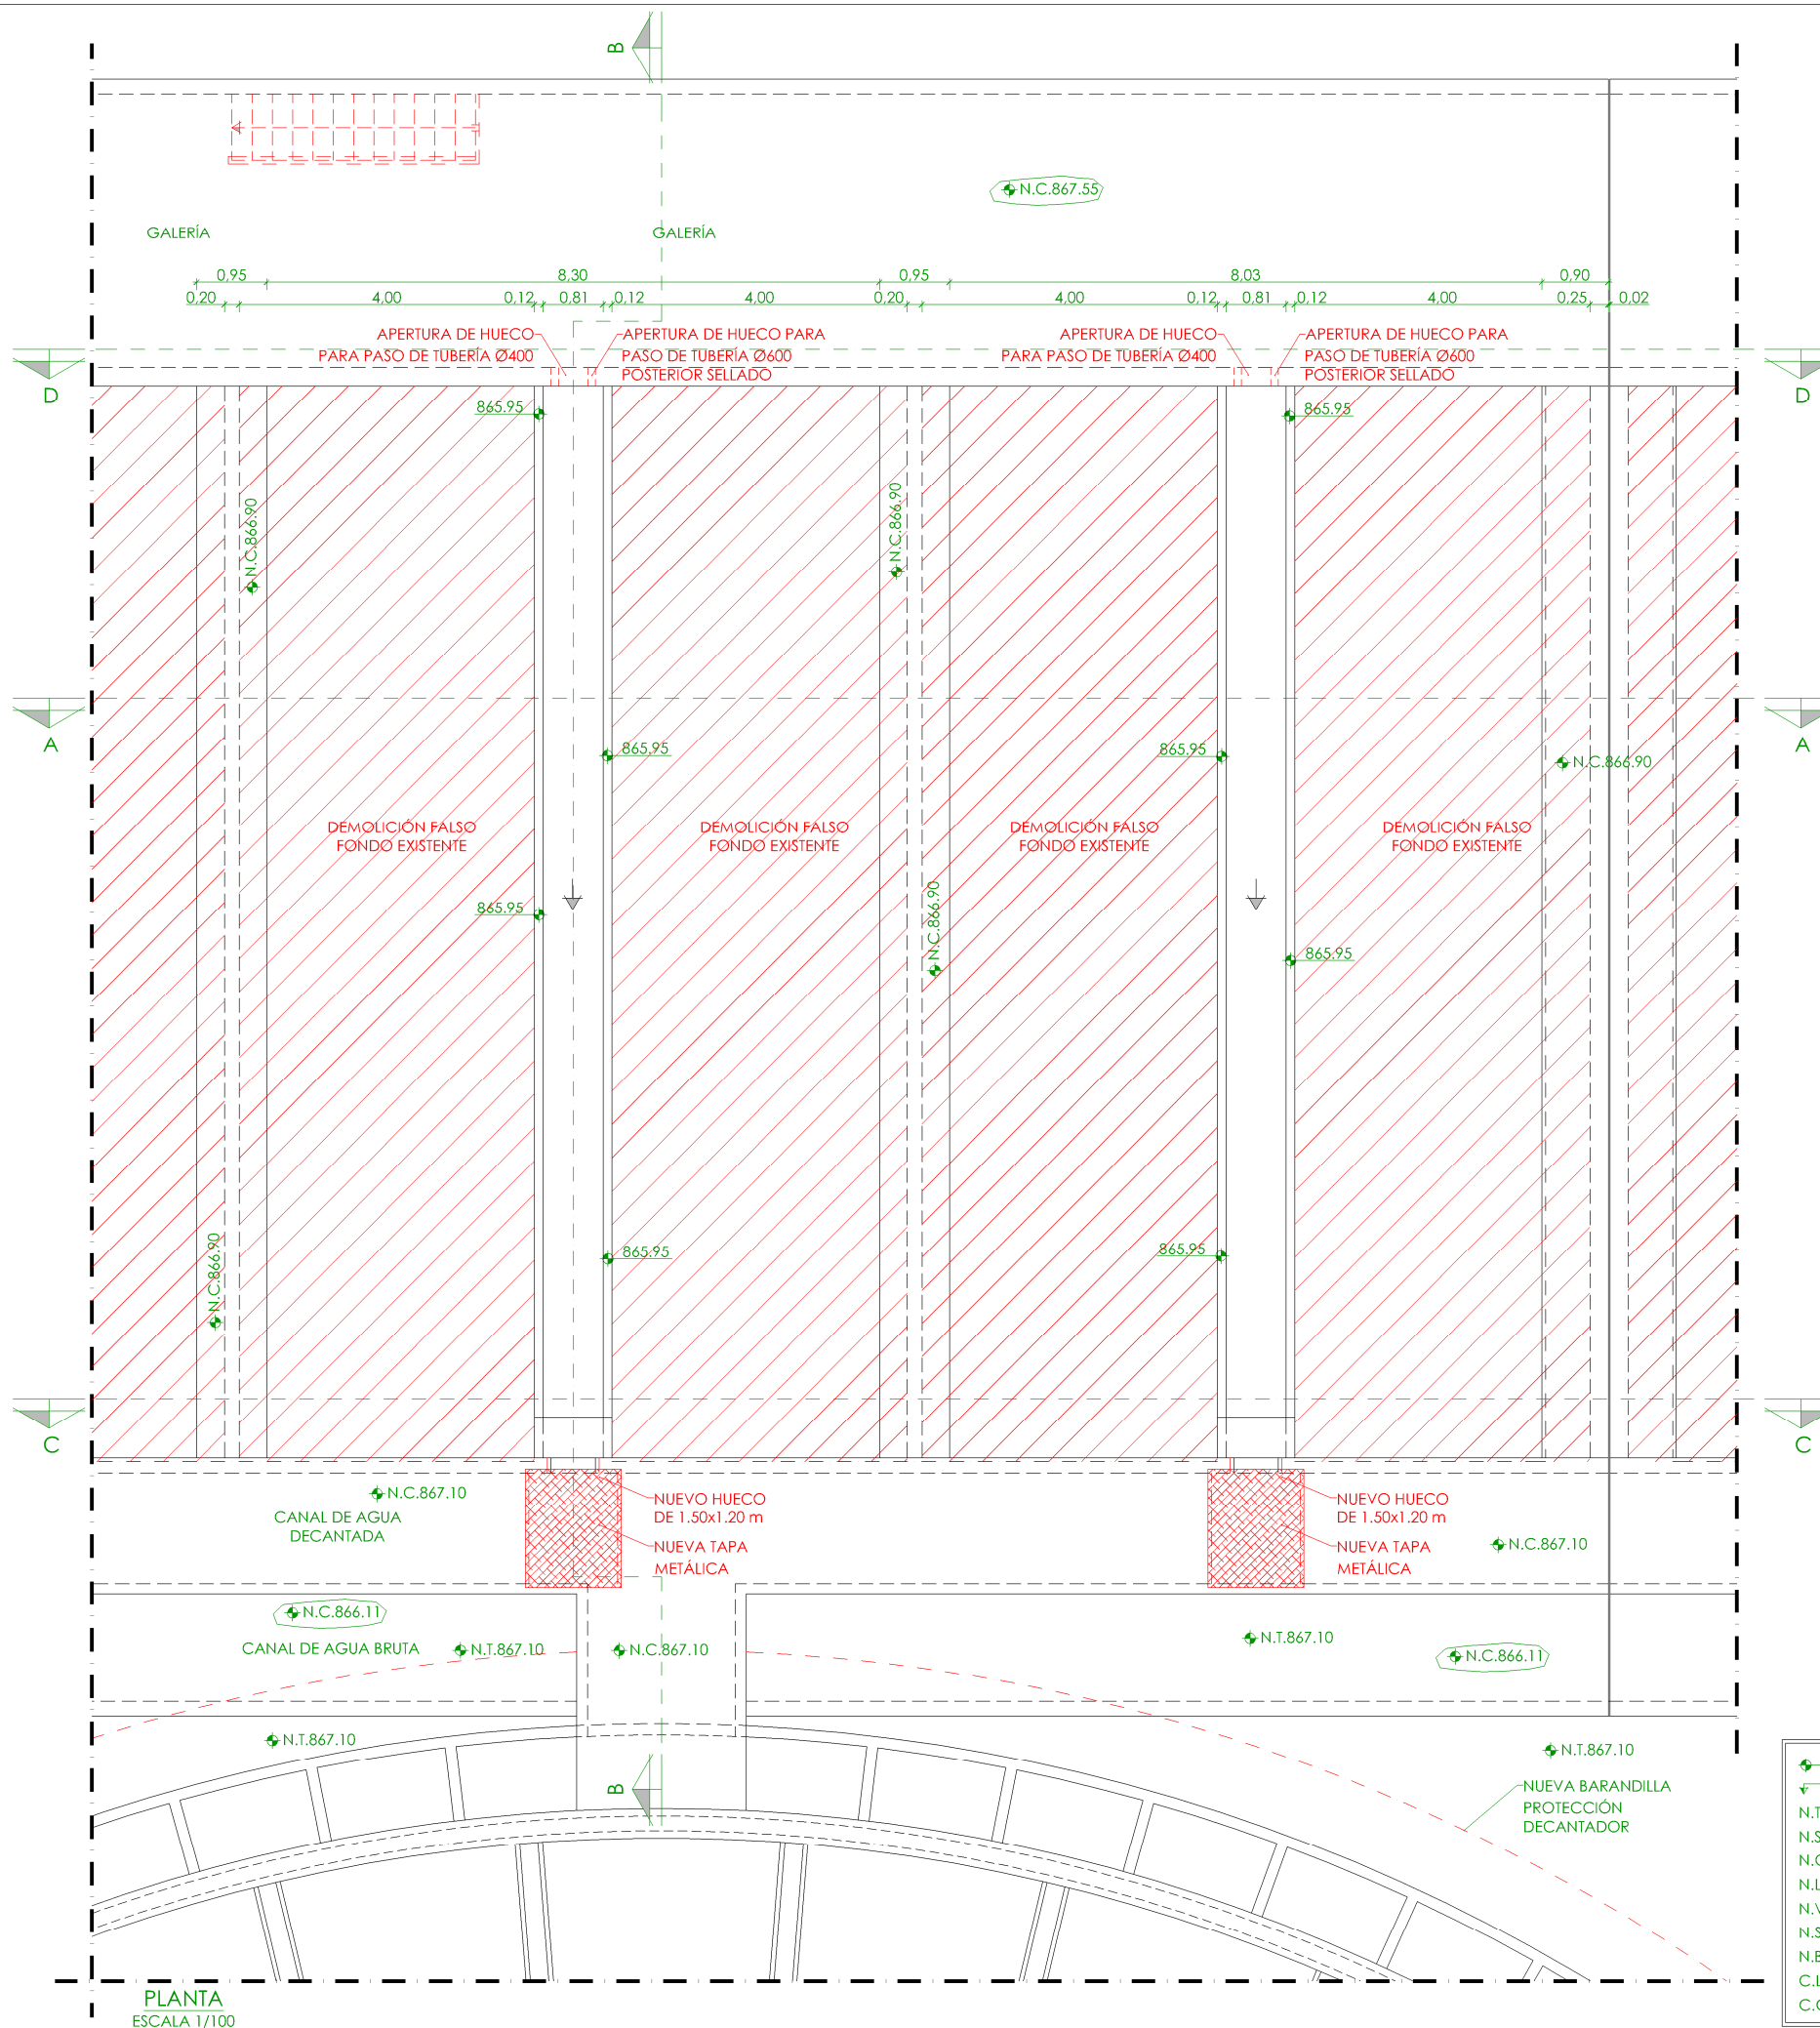 B
N.C.867.55
GALERÍA
GALERÍA
0,95
8,30
0,95
8,03
0,90
0,20
4,00
0,12
0,81
0,12
4,00
0,20
4,00
0,12
0,81
0,12
4,00
0,25
0,02
APERTURA DE HUECO
PARA PASO DE TUBERÍA Ø400
APERTURA DE HUECO PARA
PASO DE TUBERÍA Ø600
POSTERIOR SELLADO
APERTURA DE HUECO
PARA PASO DE TUBERÍA Ø400
APERTURA DE HUECO PARA
PASO DE TUBERÍA Ø600
POSTERIOR SELLADO
D
D
865.95
865.95
N.C.866.90
N.C.866.90
A
A
865.95
865.95
N.C.866.90
DEMOLICIÓN FALSO
FONDO EXISTENTE
DEMOLICIÓN FALSO
FONDO EXISTENTE
DEMOLICIÓN FALSO
FONDO EXISTENTE
DEMOLICIÓN FALSO
FONDO EXISTENTE
865.95
N.C.866.90
865.95
N.C.866.90
865.95
865.95
C
C
N.C.867.10
CANAL DE AGUA
DECANTADA
NUEVO HUECO
DE 1.50x1.20 m
NUEVA TAPA
METÁLICA
NUEVO HUECO
DE 1.50x1.20 m
NUEVA TAPA
METÁLICA
N.C.867.10
N.C.866.11
CANAL DE AGUA BRUTA
N.T.867.10
N.C.867.10
N.T.867.10
N.C.866.11
N.T.867.10
N.T.867.10
B
NUEVA BARANDILLA
PROTECCIÓN
DECANTADOR
PLANTA
ESCALA 1/100